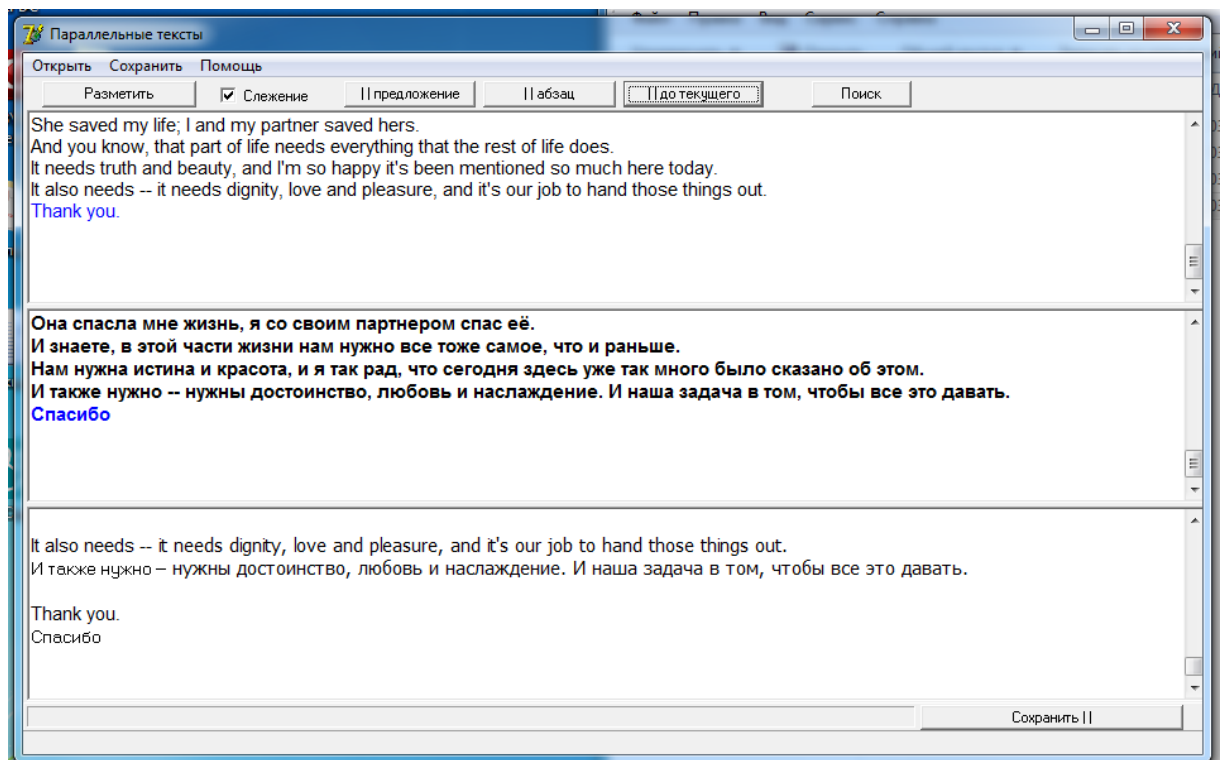 Параллельные тексты
Открыть Сохранить Помощь
Разметить Слежение || предложение || абзац || до текущего Поиск
She saved my life; I and my partner saved hers.
And you know, that part of life needs everything that the rest of life does.
It needs truth and beauty, and I'm so happy it's been mentioned so much here today.
It also needs -- it needs dignity, love and pleasure, and it's our job to hand those things out.
Thank you.
Она спасла мне жизнь, я со своим партнером спас её.
И знаете, в этой части жизни нам нужно все тоже самое, что и раньше.
Нам нужна истина и красота, и я так рад, что сегодня здесь уже так много было сказано об этом.
И также нужно -- нужны достоинство, любовь и наслаждение. И наша задача в том, чтобы все это давать.
Спасибо
It also needs -- it needs dignity, love and pleasure, and it's our job to hand those things out.
И также нужно – нужны достоинство, любовь и наслаждение. И наша задача в том, чтобы все это давать.
Thank you.
Спасибо
Сохранить ||